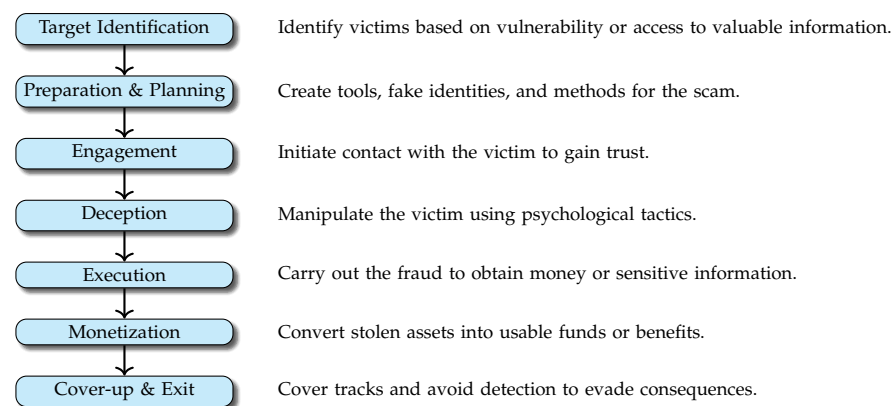 Target Identification
Identify victims based on vulnerability or access to valuable information.
Preparation & Planning
Create tools, fake identities, and methods for the scam.
Engagement
Initiate contact with the victim to gain trust.
Deception
Manipulate the victim using psychological tactics.
Execution
Carry out the fraud to obtain money or sensitive information.
Monetization
Convert stolen assets into usable funds or benefits.
Cover-up & Exit
Cover tracks and avoid detection to evade consequences.